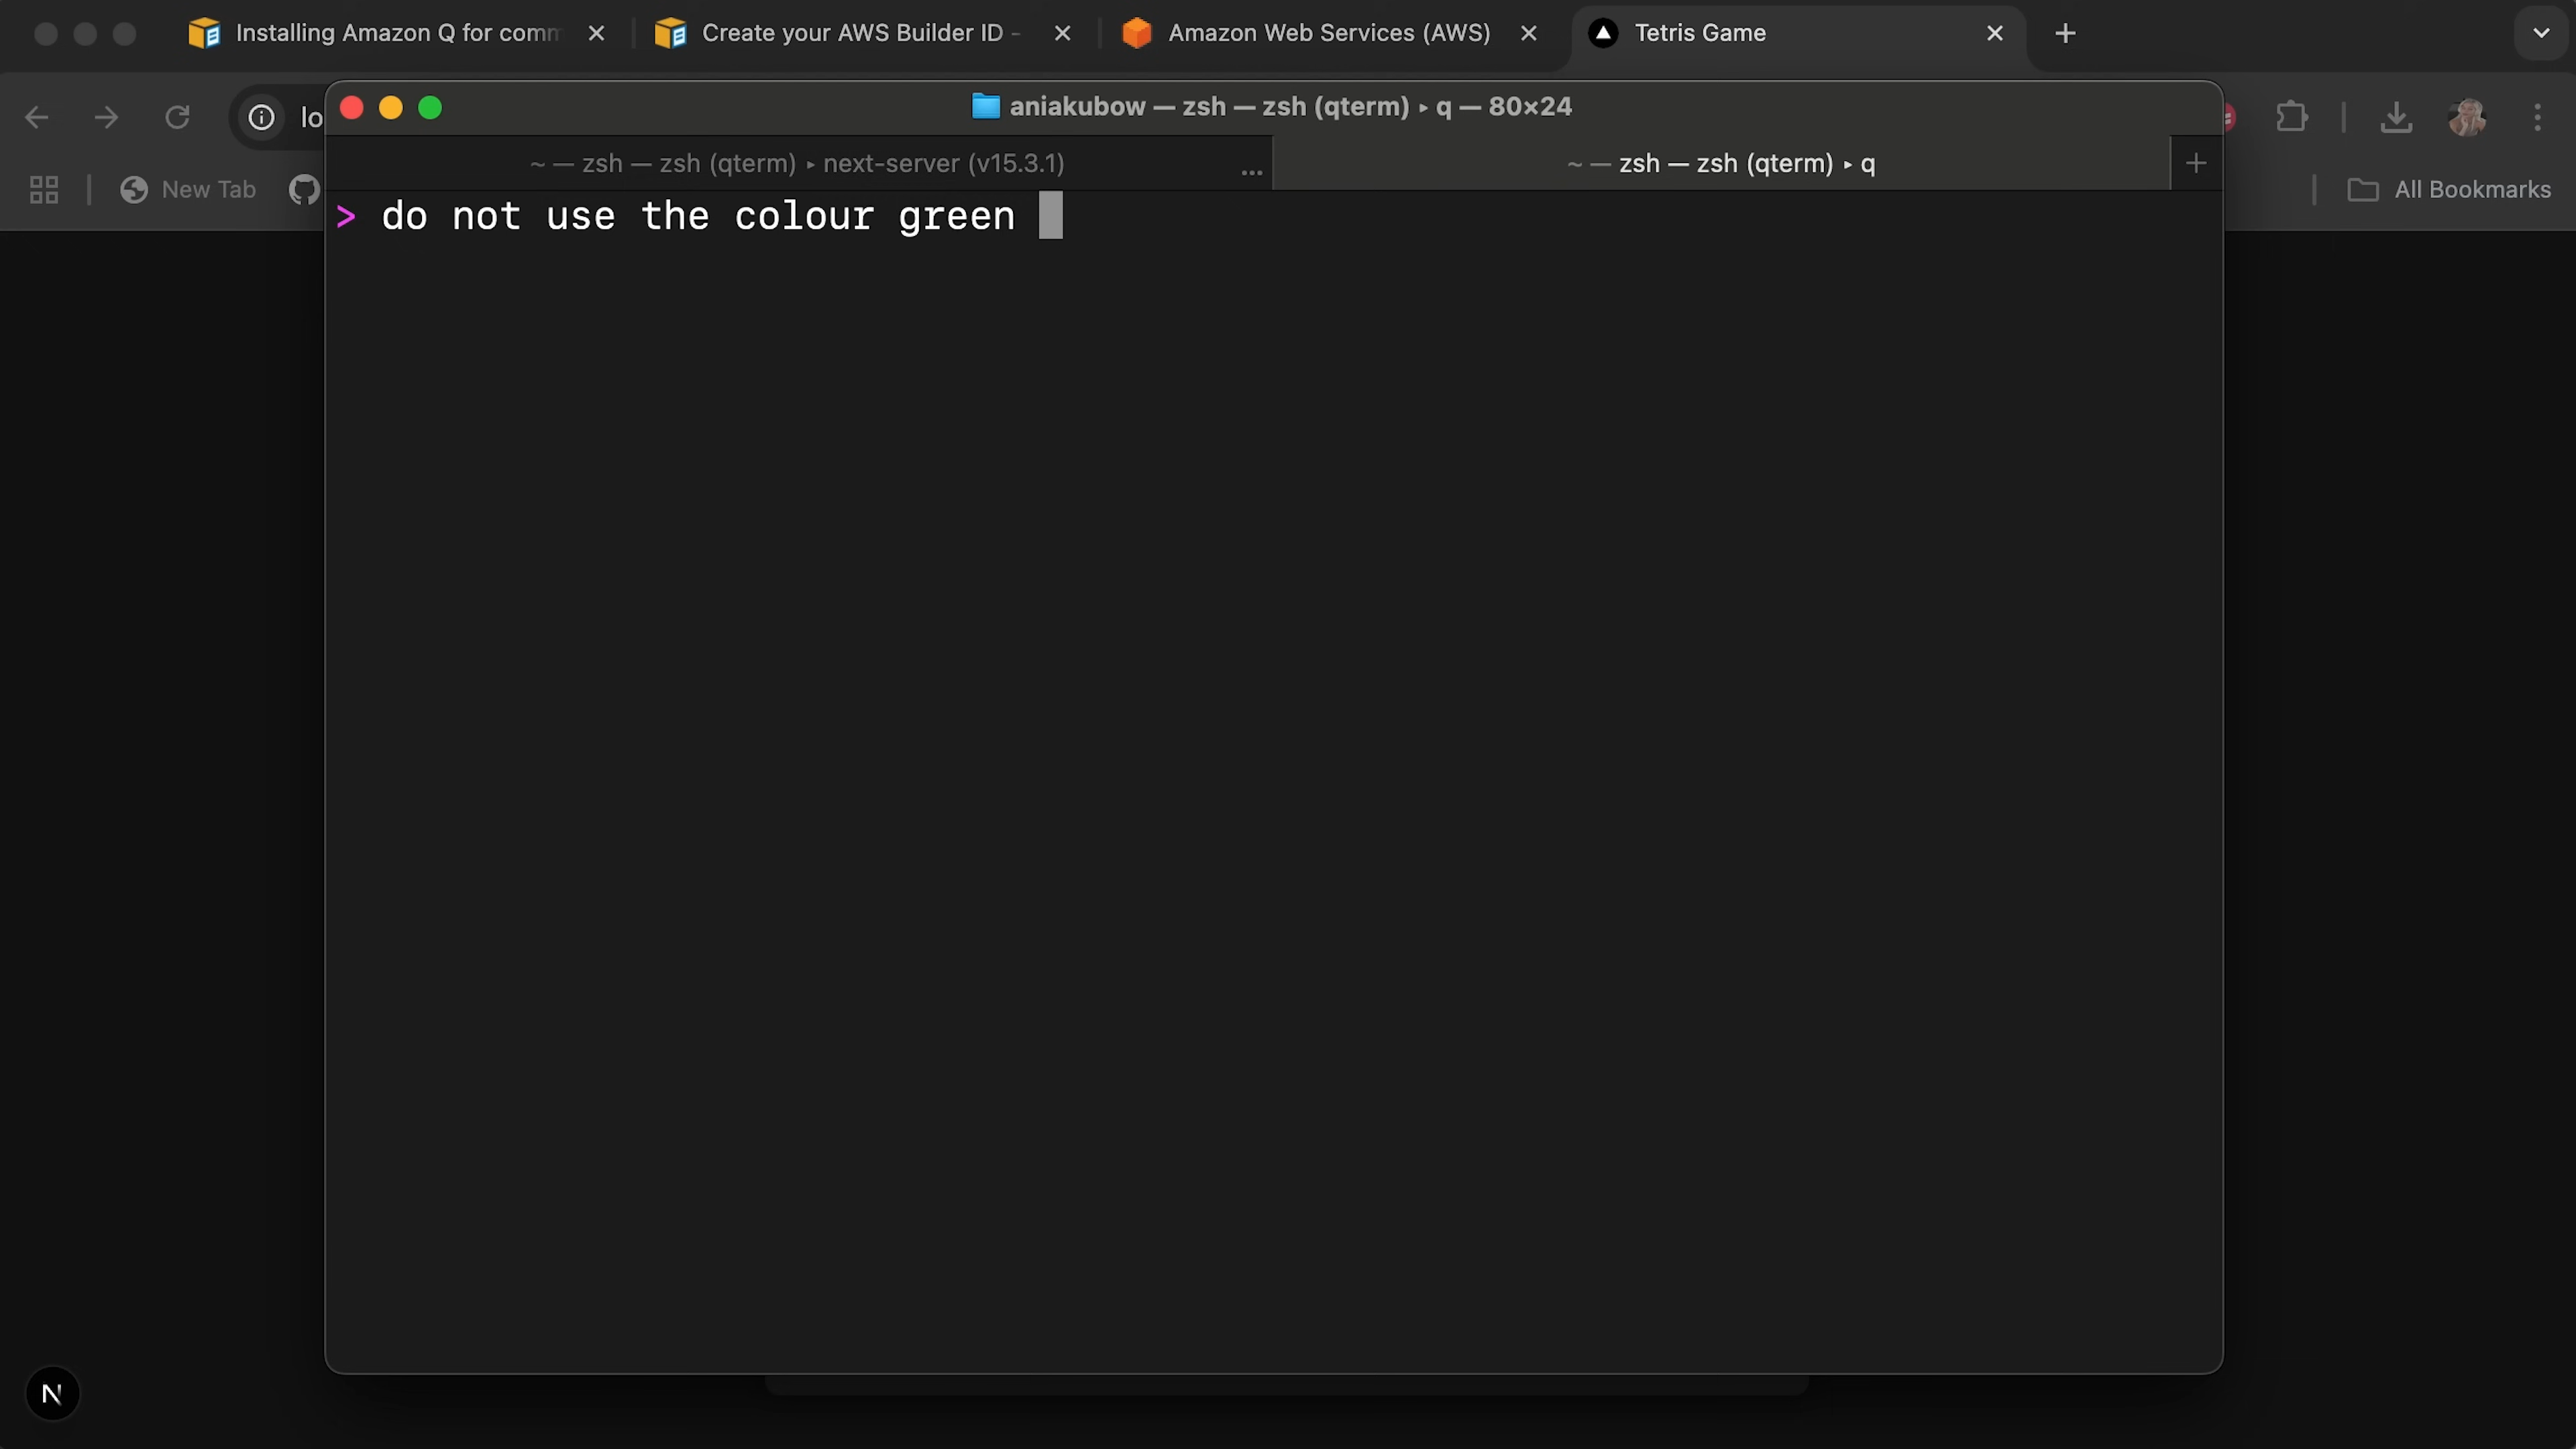 Installing Amazon Q for comm
Create your AWS Builder ID -
Amazon Web Services (AWS)
Tetris Game
lo
aniakubow — zsh — zsh (qterm) ▸ q — 80×24
~ — zsh — zsh (qterm) ▸ next-server (v15.3.1) ...
~ — zsh — zsh (qterm) ▸ q
New Tab
All Bookmarks
> do not use the colour green
N